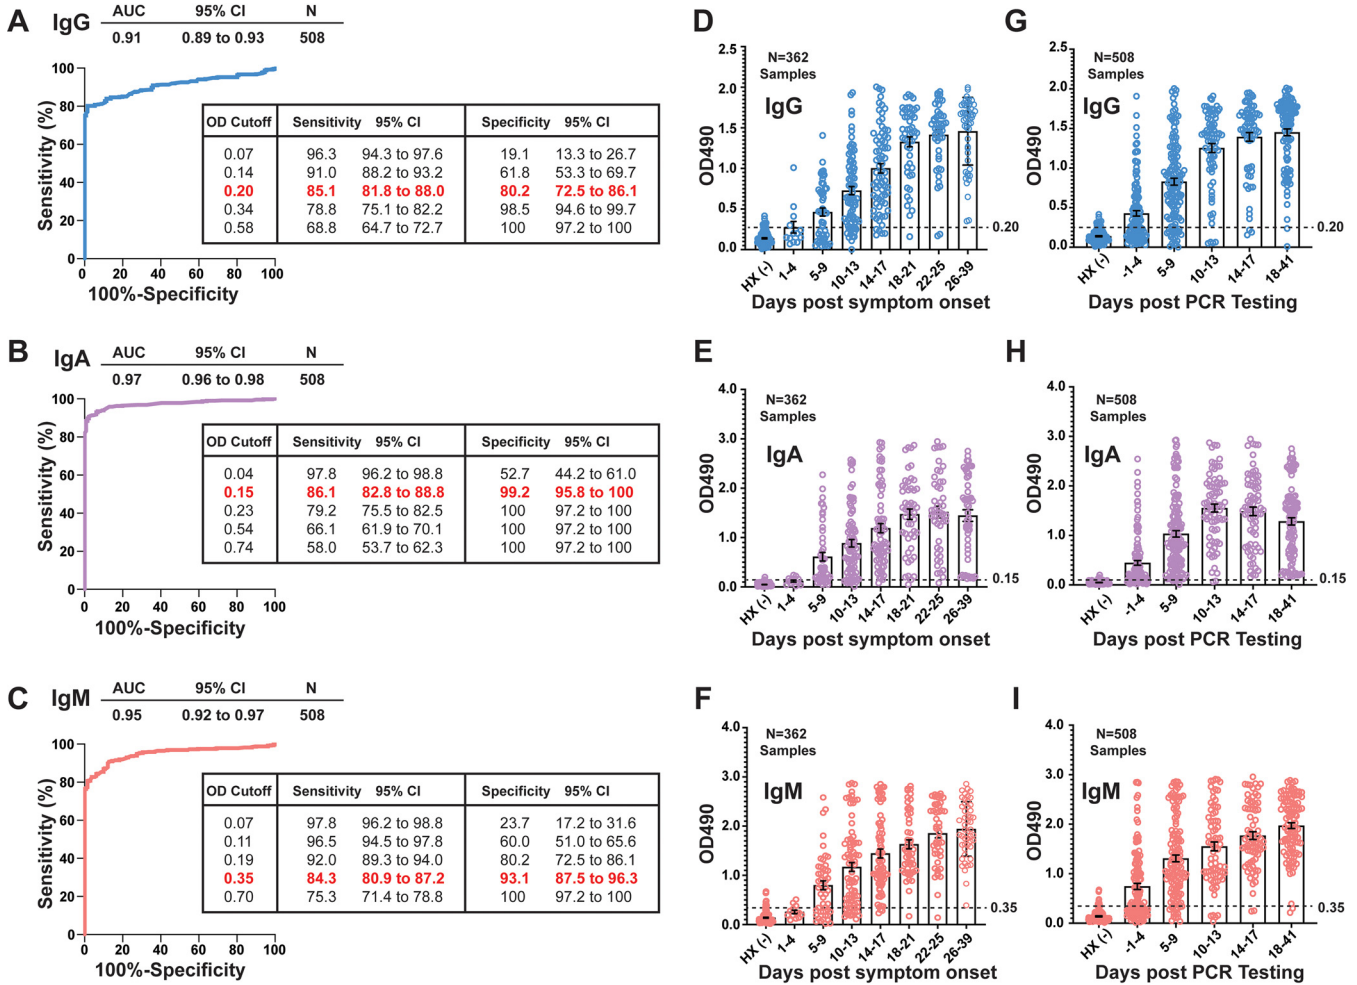 A
IgG
AUC 95% CI N
0.91 0.89 to 0.93 508
Sensitivity (%)
100
80
60
40
20
0
0 20 40 60 80 100
100%-Specificity
OD Cutoff Sensitivity 95% CI Specificity 95% CI
0.07 96.3 94.3 to 97.6 19.1 13.3 to 26.7
0.14 91.0 88.2 to 93.2 61.8 53.3 to 69.7
0.20 85.1 81.8 to 88.0 80.2 72.5 to 86.1
0.34 78.8 75.1 to 82.2 98.5 94.6 to 99.7
0.58 68.8 64.7 to 72.7 100 97.2 to 100
D
N=362
Samples
IgG
OD490
2.5
2.0
1.5
1.0
0.5
0.0
0.20
HX (-) 1-4 5-9 10-13 14-17 18-21 22-25 26-39
Days post symptom onset
G
N=508
Samples
IgG
OD490
2.5
2.0
1.5
1.0
0.5
0.0
0.20
HX (-) -1-4 5-9 10-13 14-17 18-41
Days post PCR Testing
B
IgA
AUC 95% CI N
0.97 0.96 to 0.98 508
Sensitivity (%)
100
80
60
40
20
0
0 20 40 60 80 100
100%-Specificity
OD Cutoff Sensitivity 95% CI Specificity 95% CI
0.04 97.8 96.2 to 98.8 52.7 44.2 to 61.0
0.15 86.1 82.8 to 88.8 99.2 95.8 to 100
0.23 79.2 75.5 to 82.5 100 97.2 to 100
0.54 66.1 61.9 to 70.1 100 97.2 to 100
0.74 58.0 53.7 to 62.3 100 97.2 to 100
E
N=362
Samples
IgA
OD490
4.0
3.0
2.0
1.0
0.0
0.15
HX (-) 1-4 5-9 10-13 14-17 18-21 22-25 26-39
Days post symptom onset
H
N=508
Samples
IgA
OD490
4.0
3.0
2.0
1.0
0.0
0.15
HX (-) -1-4 5-9 10-13 14-17 18-41
Days post PCR Testing
C
IgM
AUC 95% CI N
0.95 0.92 to 0.97 508
Sensitivity (%)
100
80
60
40
20
0
0 20 40 60 80 100
100%-Specificity
OD Cutoff Sensitivity 95% CI Specificity 95% CI
0.07 97.8 96.2 to 98.8 23.7 17.2 to 31.6
0.11 96.5 94.5 to 97.8 60.0 51.0 to 65.6
0.19 92.0 89.3 to 94.0 80.2 72.5 to 86.1
0.35 84.3 80.9 to 87.2 93.1 87.5 to 96.3
0.70 75.3 71.4 to 78.8 100 97.2 to 100
F
N=362
Samples
IgM
OD490
4.0
3.0
2.0
1.0
0.0
0.35
HX (-) 1-4 5-9 10-13 14-17 18-21 22-25 26-39
Days post symptom onset
I
N=508
Samples
IgM
OD490
4.0
3.0
2.0
1.0
0.0
0.35
HX (-) -1-4 5-9 10-13 14-17 18-41
Days post PCR Testing